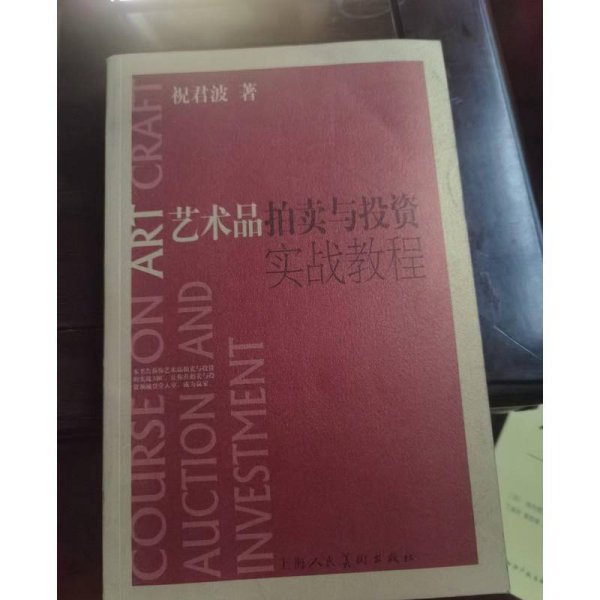 祝君波 著
艺术品拍卖与投资
实战教程
COURSE ON ART CRAFT
AUCTION AND
INVESTMENT
上海人民美术出版社